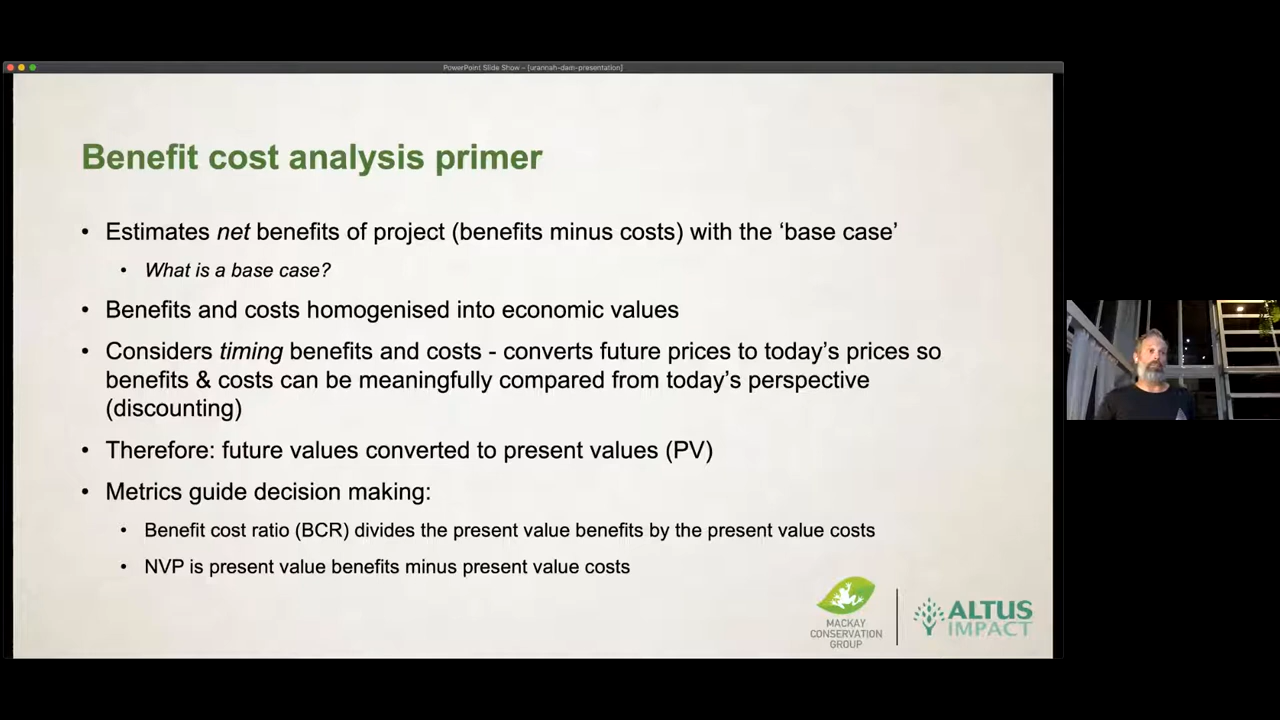 PowerPoint Slide Show - [urannah-dam-presentation]
Benefit cost analysis primer
• Estimates net benefits of project (benefits minus costs) with the ‘base case’
• What is a base case?
• Benefits and costs homogenised into economic values
• Considers timing benefits and costs - converts future prices to today’s prices so
benefits & costs can be meaningfully compared from today’s perspective
(discounting)
• Therefore: future values converted to present values (PV)
• Metrics guide decision making:
• Benefit cost ratio (BCR) divides the present value benefits by the present value costs
• NVP is present value benefits minus present value costs
MACKAY
CONSERVATION
GROUP
ALTUS
IMPACT